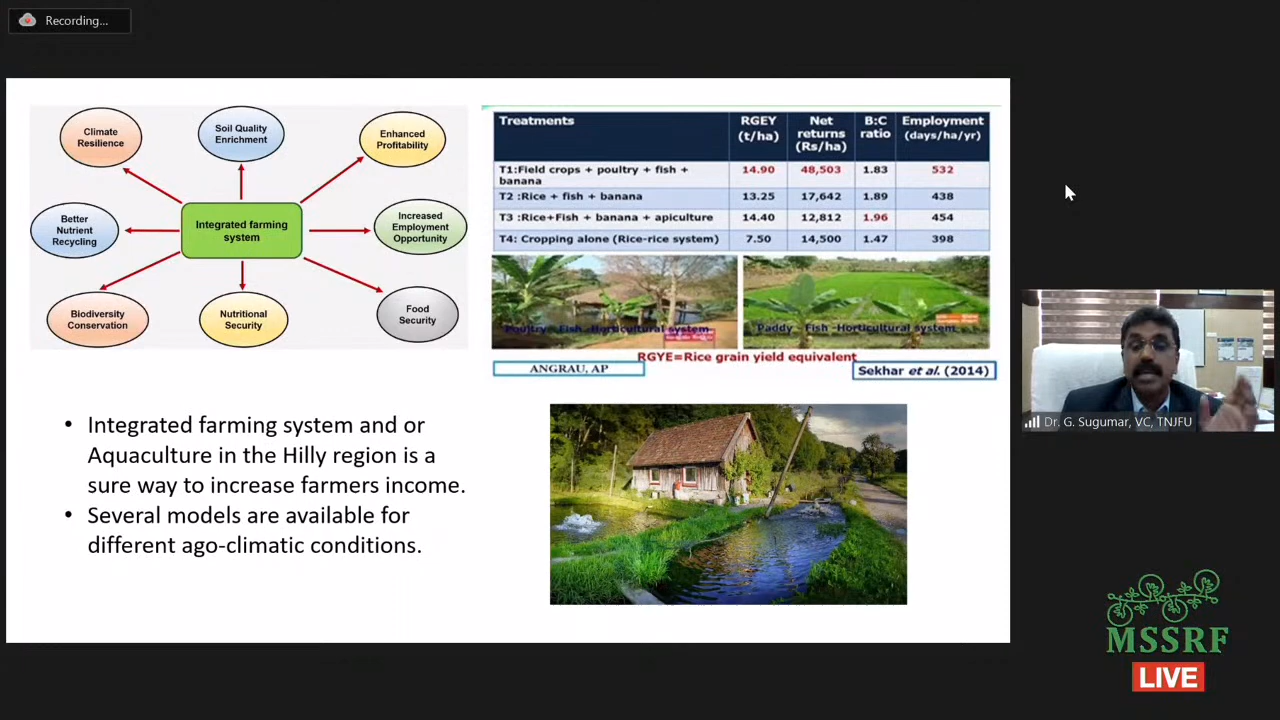 Recording...
Climate
Resilience
Soil Quality
Enrichment
Enhanced
Profitability
Better
Nutrient
Recycling
Integrated farming
system
Increased
Employment
Opportunity
Biodiversity
Conservation
Nutritional
Security
Food
Security
Treatments RGEY (t/ha) Net returns (Rs/ha) B:C ratio Employment (days/ha/yr)
T1:Field crops + poultry + fish + banana 14.90 48,503 1.83 532
T2 :Rice + fish + banana 13.25 17,642 1.89 438
T3 :Rice+Fish + banana + apiculture 14.40 12,812 1.96 454
T4: Cropping alone (Rice-rice system) 7.50 14,500 1.47 398
Poultry - Fish -Horticultural system
Paddy - Fish -Horticultural system
RGYE=Rice grain yield equivalent
ANGRAU, AP
Sekhar et al. (2014)
• Integrated farming system and or
Aquaculture in the Hilly region is a
sure way to increase farmers income.
• Several models are available for
different ago-climatic conditions.
Dr. G. Sugumar, VC, TNJFU
MSSRF
LIVE